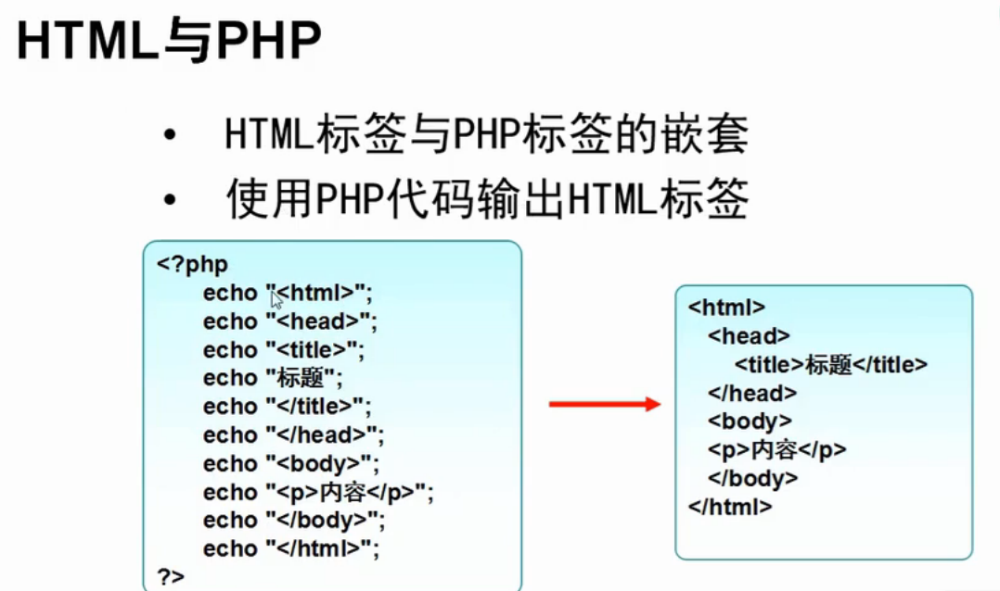 HTML与PHP
• HTML标签与PHP标签的嵌套
• 使用PHP代码输出HTML标签
<?php
echo "<html>";
echo "<head>";
echo "<title>";
echo "标题";
echo "</title>";
echo "</head>";
echo "<body>";
echo "<p>内容</p>";
echo "</body>";
echo "</html>";
?>
<html>
<head>
<title>标题</title>
</head>
<body>
<p>内容</p>
</body>
</html>